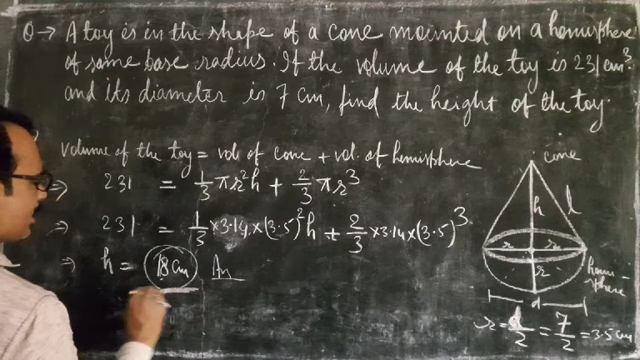 Q → A toy is in the shape of a cone mounted on a hemisphere
of same base radius. If the volume of the toy is 231 cm³
and its diameter is 7 cm, find the height of the toy.
Volume of the toy = vol. of cone + vol. of hemisphere
⇒ 231 = 1/3 πr²h + 2/3 πr³
⇒ 231 = 1/3 × 3.14 × (3.5)² h + 2/3 × 3.14 × (3.5)³
⇒ h = 18 cm An
cone
h
l
r r
r
hemi-
sphere
d
r = d/2 = 7/2 = 3.5 cm